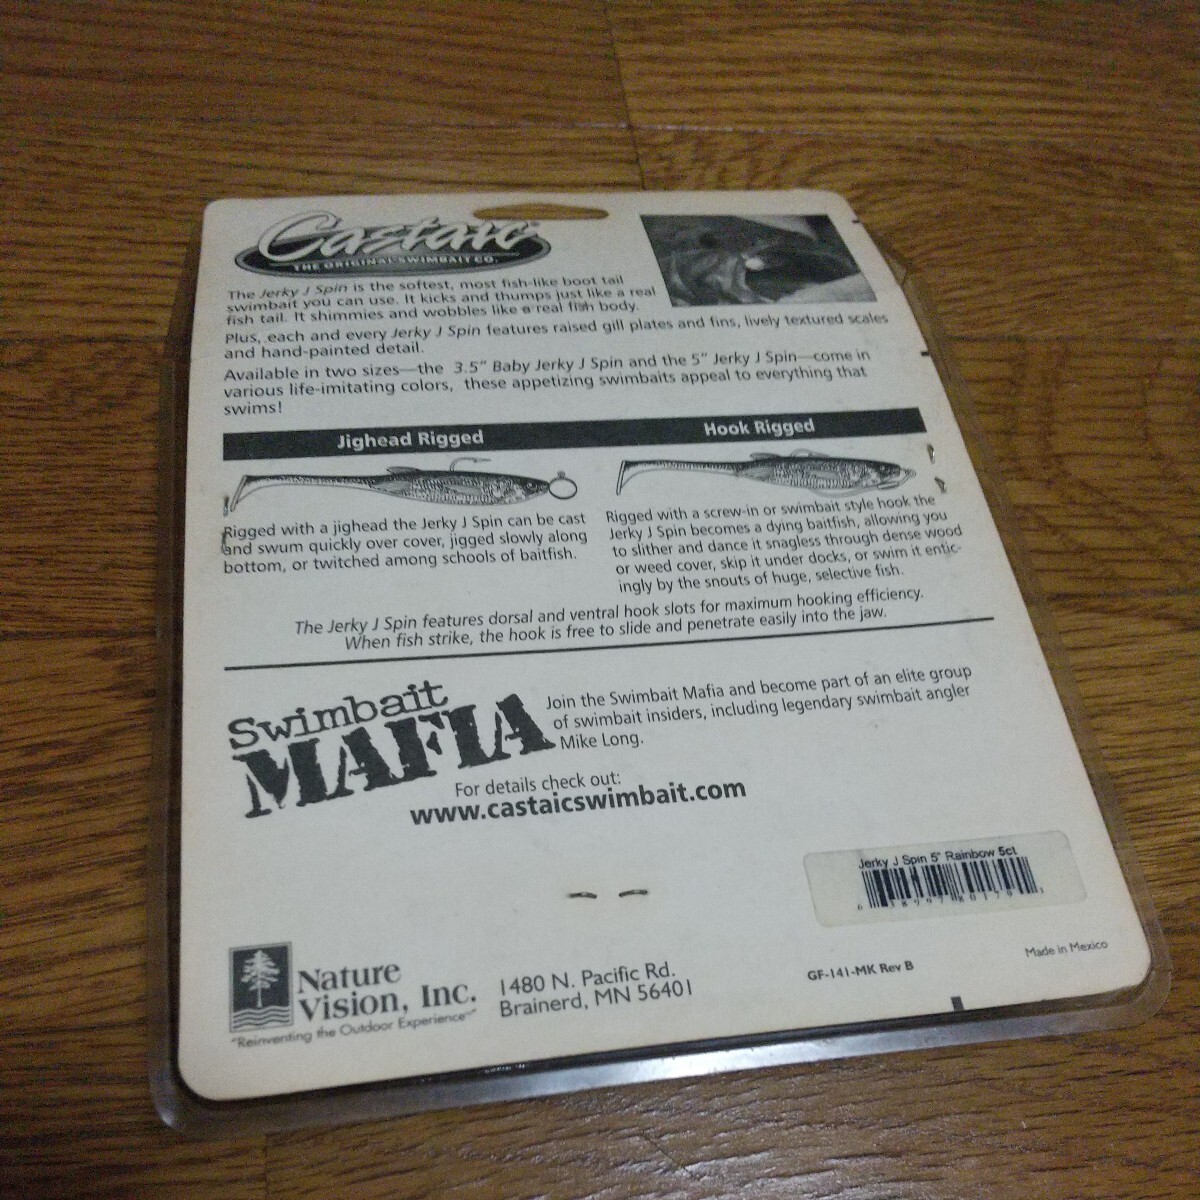 Castaic®
THE ORIGINAL SWIMBAIT CO.
The Jerky J Spin is the softest, most fish-like boot tail
swimbait you can use. It kicks and thumps just like a real
fish tail. It shimmies and wobbles like a real fish body.
Plus, each and every Jerky J Spin features raised gill plates and fins, lively textured scales
and hand-painted detail.
Available in two sizes—the 3.5" Baby Jerky J Spin and the 5" Jerky J Spin—come in
various life-imitating colors, these appetizing swimbaits appeal to everything that
swims!
Jighead Rigged
Rigged with a jighead the Jerky J Spin can be cast
and swum quickly over cover, jigged slowly along
bottom, or twitched among schools of baitfish.
Hook Rigged
Rigged with a screw-in or swimbait style hook the
Jerky J Spin becomes a dying baitfish, allowing you
to slither and dance it snagless through dense wood
or weed cover, skip it under docks, or swim it entic-
ingly by the snouts of huge, selective fish.
The Jerky J Spin features dorsal and ventral hook slots for maximum hooking efficiency.
When fish strike, the hook is free to slide and penetrate easily into the jaw.
Swimbait
MAFIA
Join the Swimbait Mafia and become part of an elite group
of swimbait insiders, including legendary swimbait angler
Mike Long.
For details check out:
www.castaicswimbait.com
Jerky J Spin 5" Rainbow 5ct
Nature
Vision, Inc.
"Reinventing the Outdoor Experience"
1480 N. Pacific Rd.
Brainerd, MN 56401
GF-141-MK Rev B
Made in Mexico